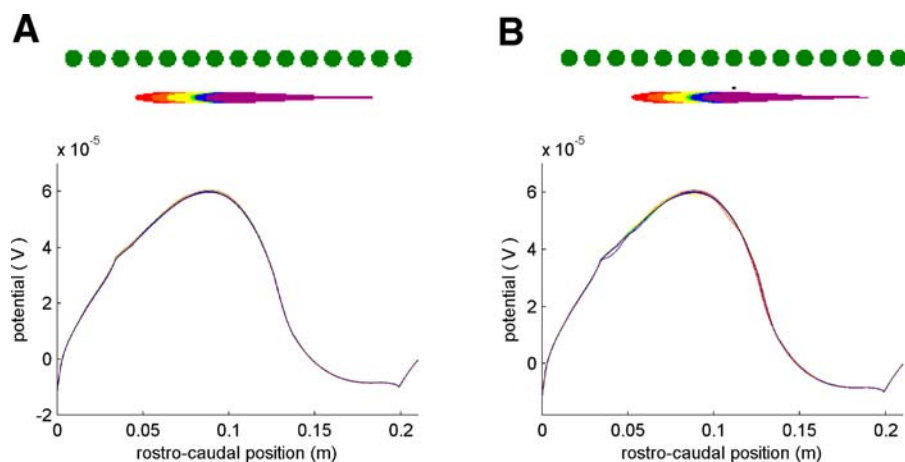 A
B
x 10-5
6
4
2
0
-2
potential ( V )
0
0.05
0.1
0.15
0.2
rostro-caudal position (m)
x 10-5
6
4
2
0
potential ( V )
0
0.05
0.1
0.15
0.2
rostro-caudal position (m)